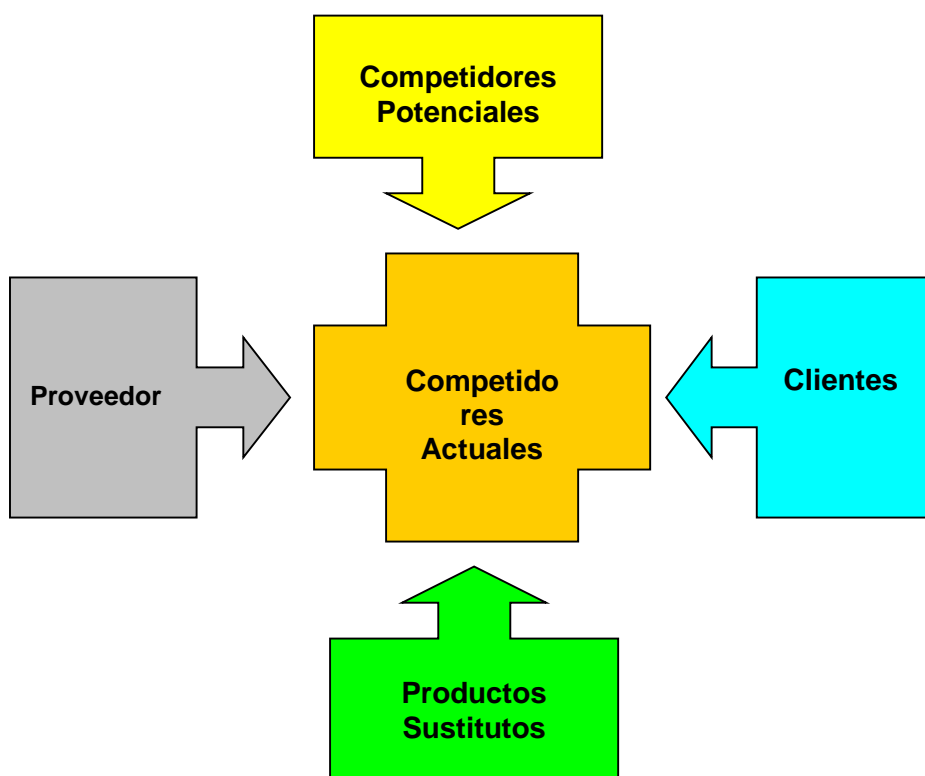 Competidores
Potenciales
Proveedor
Competido
res
Actuales
Clientes
Productos
Sustitutos